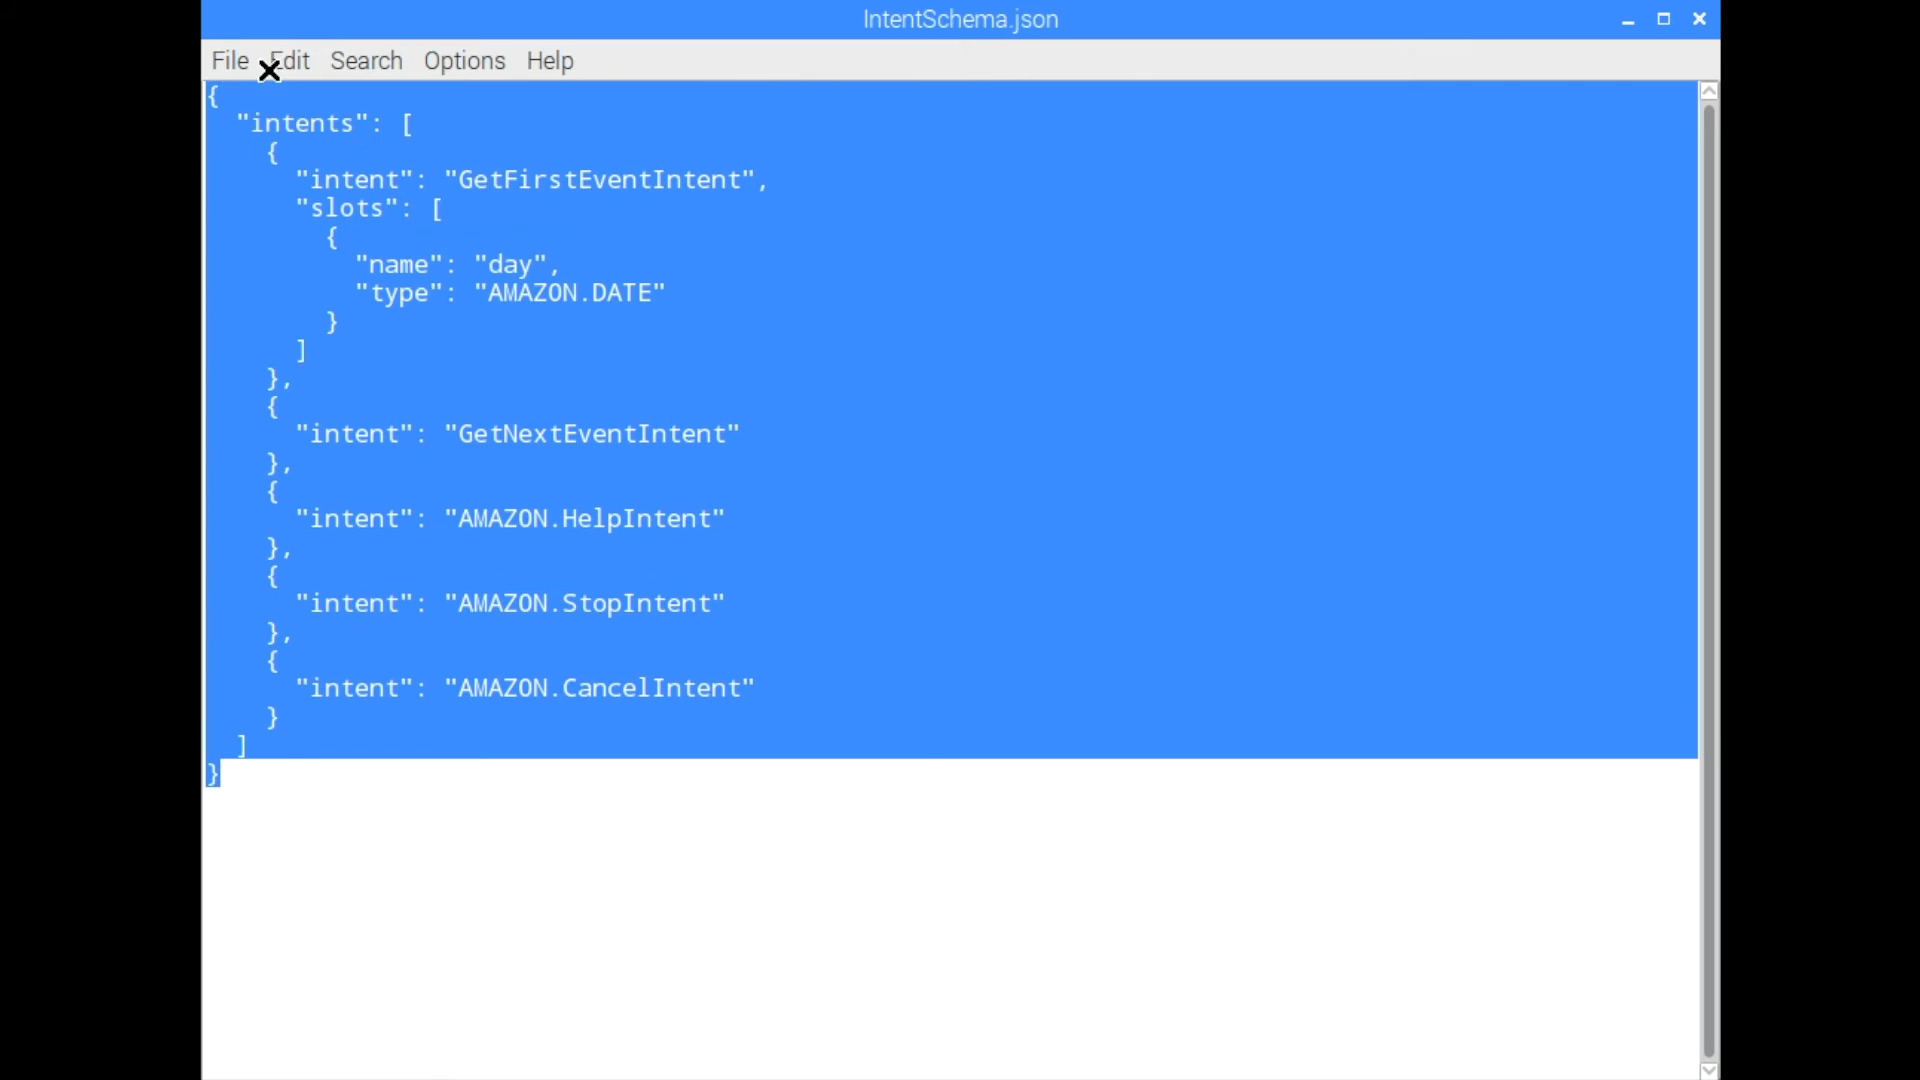 IntentSchema.json
File Edit Search Options Help
{
  "intents": [
    {
      "intent": "GetFirstEventIntent",
      "slots": [
        {
          "name": "day",
          "type": "AMAZON.DATE"
        }
      ]
    },
    {
      "intent": "GetNextEventIntent"
    },
    {
      "intent": "AMAZON.HelpIntent"
    },
    {
      "intent": "AMAZON.StopIntent"
    },
    {
      "intent": "AMAZON.CancelIntent"
    }
  ]
}